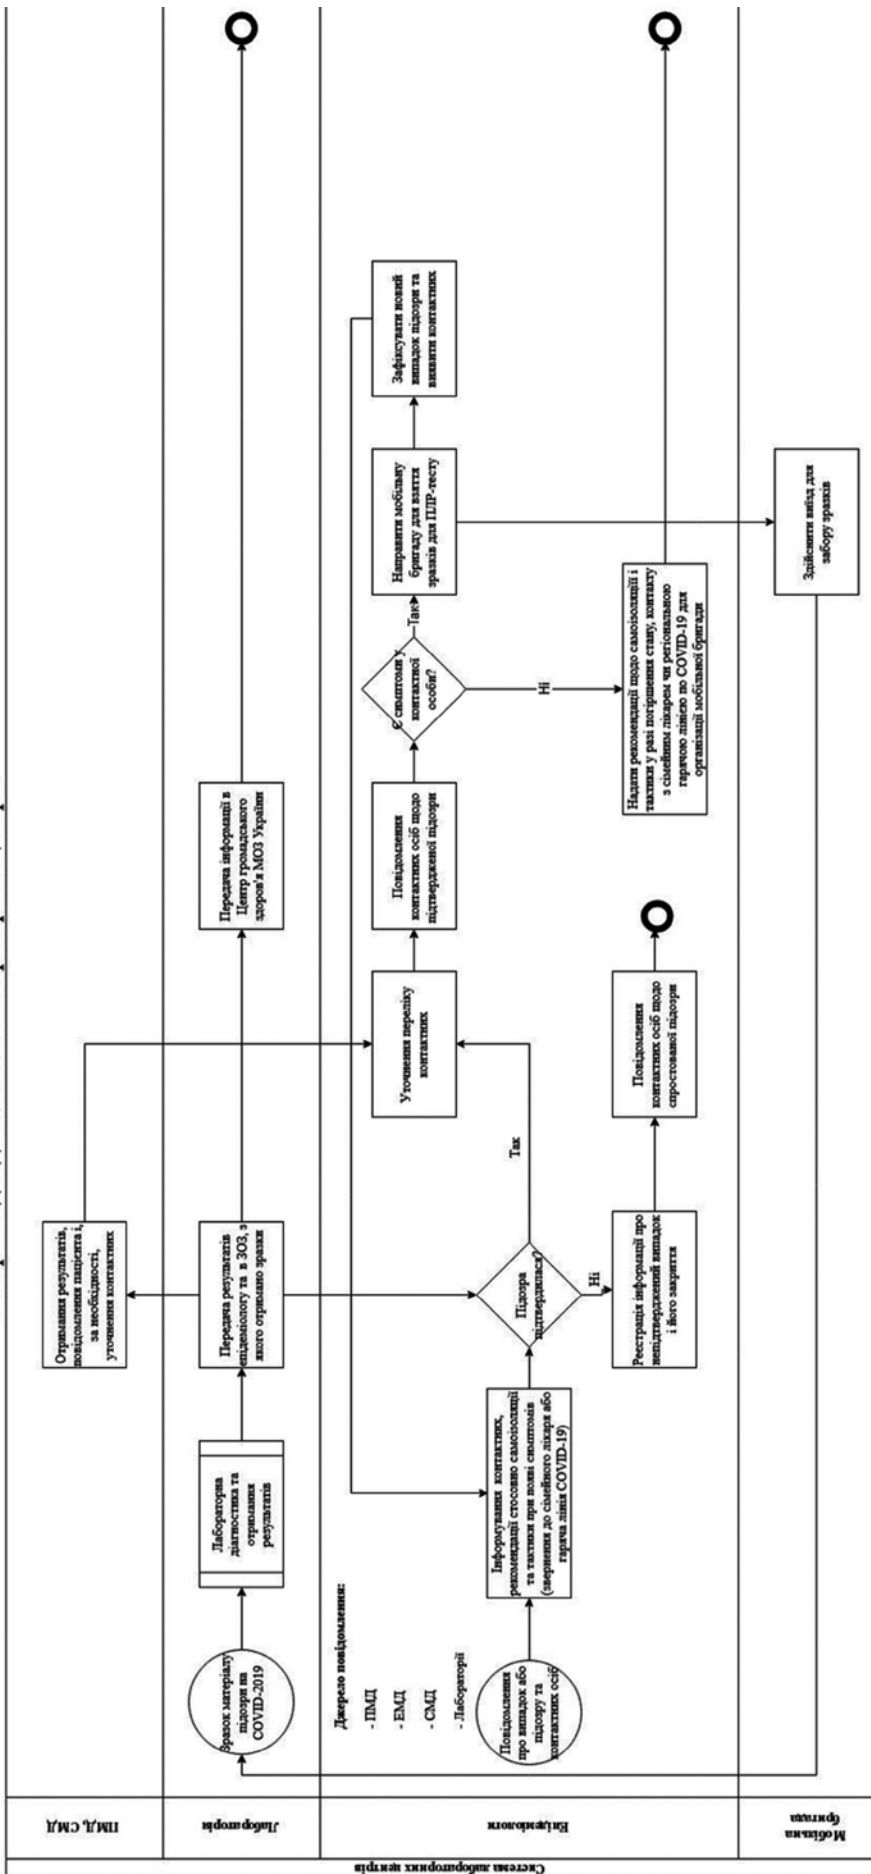 Система лабораторних центрів
ПМД, СМД
Лабораторія
Епідеміологи
Мобільна
бригада
Отримання результатів,
повідомлення пацієнта і,
за необхідності,
уточнення контактних
Зразок матеріалу
підозри на
COVID-2019
Лабораторна
діагностика та
отримання
результатів
Передача результатів
епідеміологу та в ЗОЗ, з
якого отримано зразки
Передача інформації в
Центр громадського
здоров'я МОЗ України
Джерело повідомлення:
- ПМД
- ЕМД
- СМД
- Лабораторії
Повідомлення
про випадок або
підозру та
контактних осіб
Інформування контактних,
рекомендації стосовно самоізоляції
та тактики при появі симптомів
(звернення до сімейного лікаря або
гаряча лінія COVID-19)
Підозра
підтвердилася?
Так
Ні
Реєстрація інформації про
непідтверджений випадок
і його закриття
Повідомлення
контактних осіб щодо
спростованої підозри
Уточнення переліку
контактних
Повідомлення
контактних осіб щодо
підтвердженої підозри
Є симптоми у
контактної
особи?
Так
Ні
Направити мобільну
бригаду для взяття
зразків для ПЛР-тесту
Зафіксувати новий
випадок підозри та
виявити контактних
Надати рекомендації щодо самоізоляції і
тактики у разі погіршення стану, контакту
з сімейним лікарем чи регіональною
гарячою лінією по COVID-19 для
організації мобільної бригади
Здійснити виїзд для
забору зразків